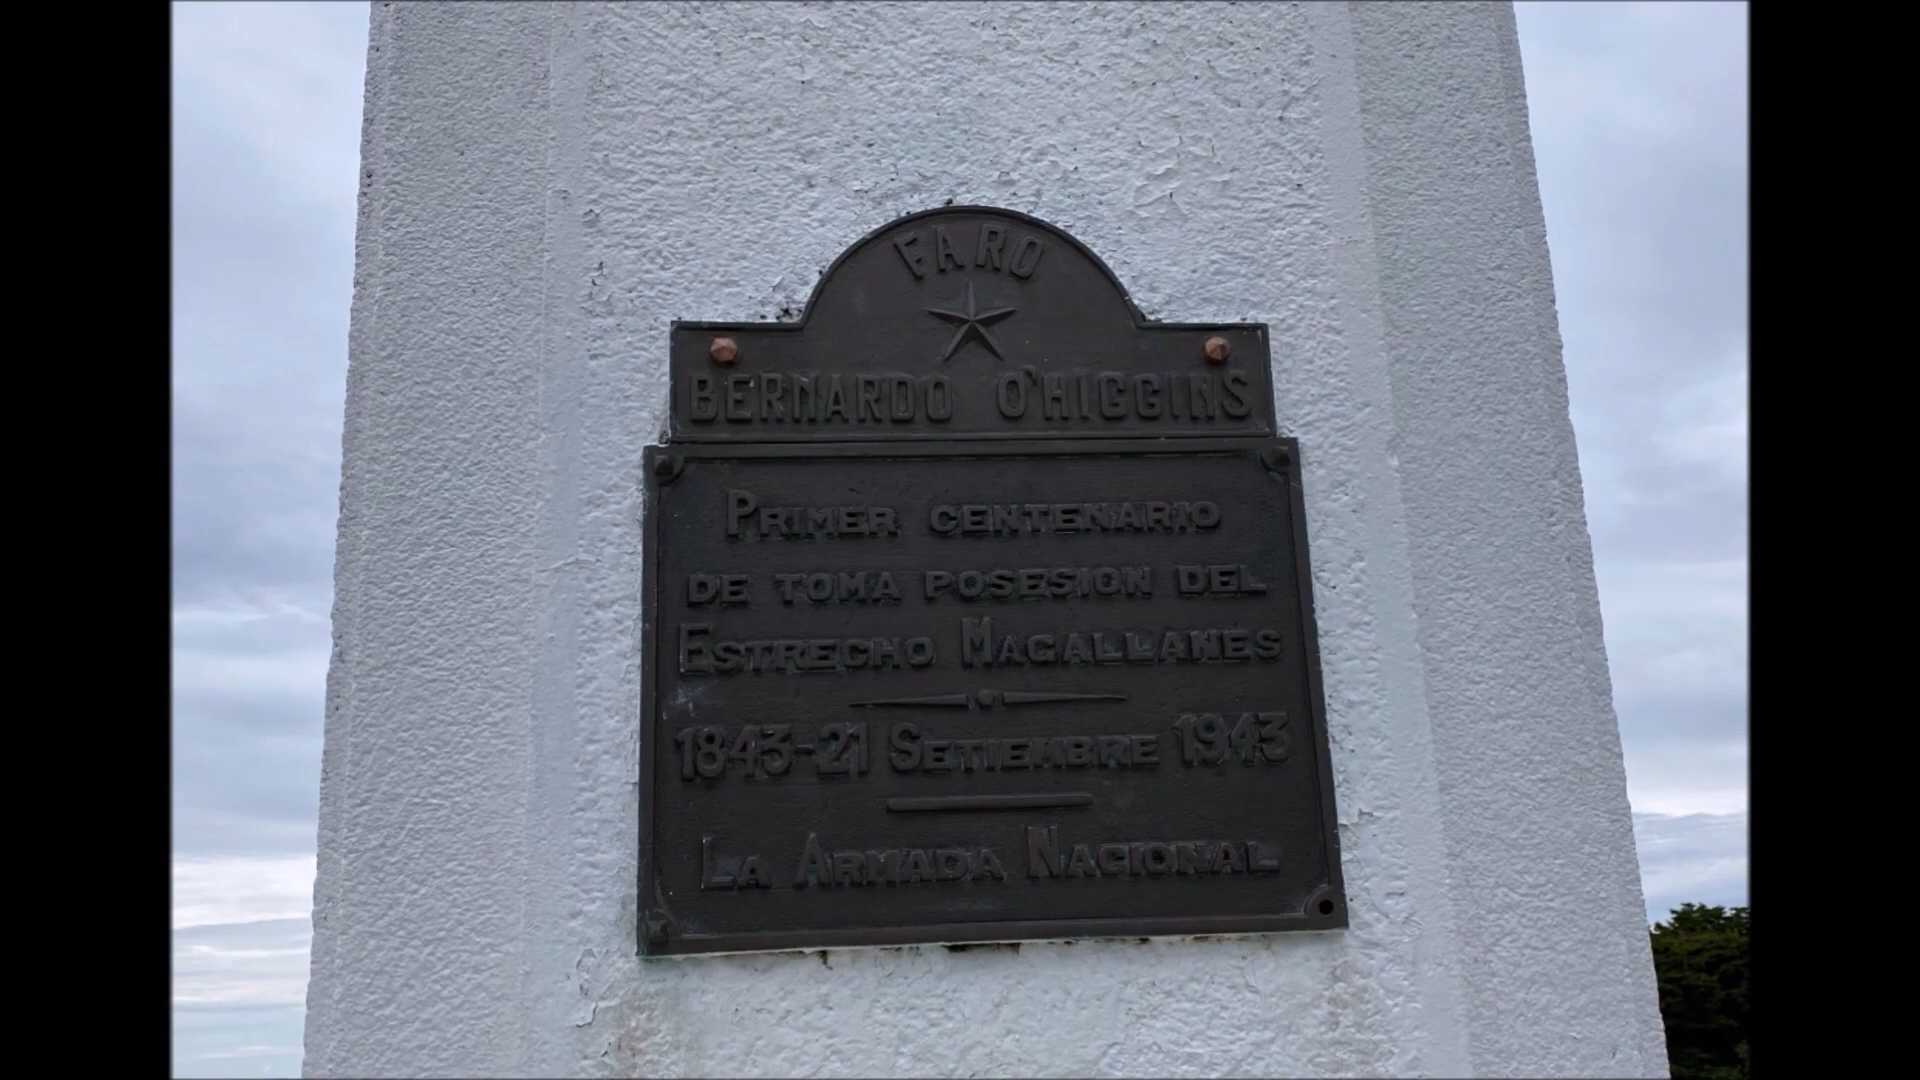 FARO
BERNARDO O'HIGGINS
PRIMER CENTENARIO
DE TOMA POSESION DEL
ESTRECHO MAGALLANES
1843-21 SETIEMBRE 1943
LA ARMADA NACIONAL